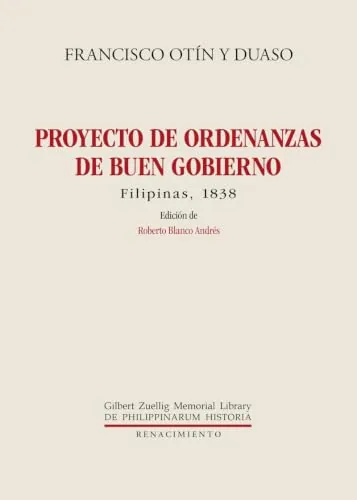 FRANCISCO OTÍN Y DUASO
PROYECTO DE ORDENANZAS
DE BUEN GOBIERNO
Filipinas, 1838
Edición de
Roberto Blanco Andrés
Gilbert Zuellig Memorial Library
DE PHILIPPINARUM HISTORIA
RENACIMIENTO